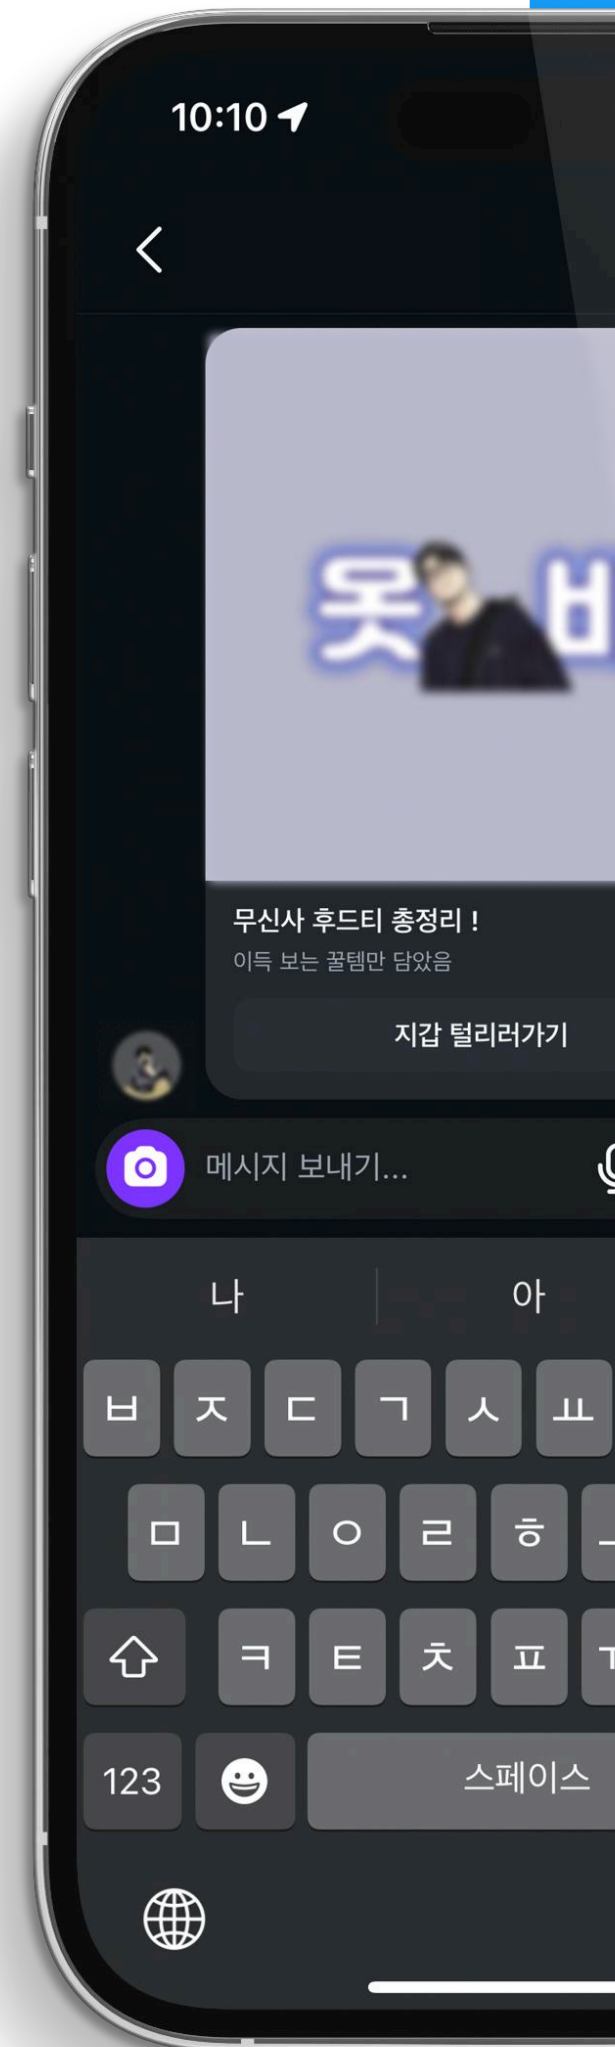 10:10
옷
무신사 후드티 총정리 !
이득 보는 꿀템만 담았음
지갑 털리러가기
메시지 보내기...
나 아
ㅂ ㅈ ㄷ ㄱ ㅅ ㅛ
ㅁ ㄴ ㅇ ㄹ ㅎ
ㅋ ㅌ ㅊ ㅍ
123 스페이스